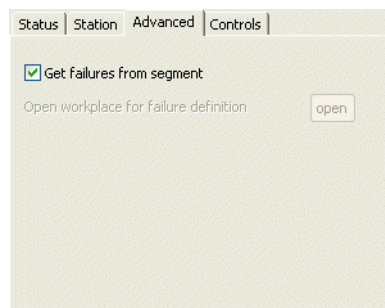 Status Station Advanced Controls
Get failures from segment
Open workplace for failure definition open